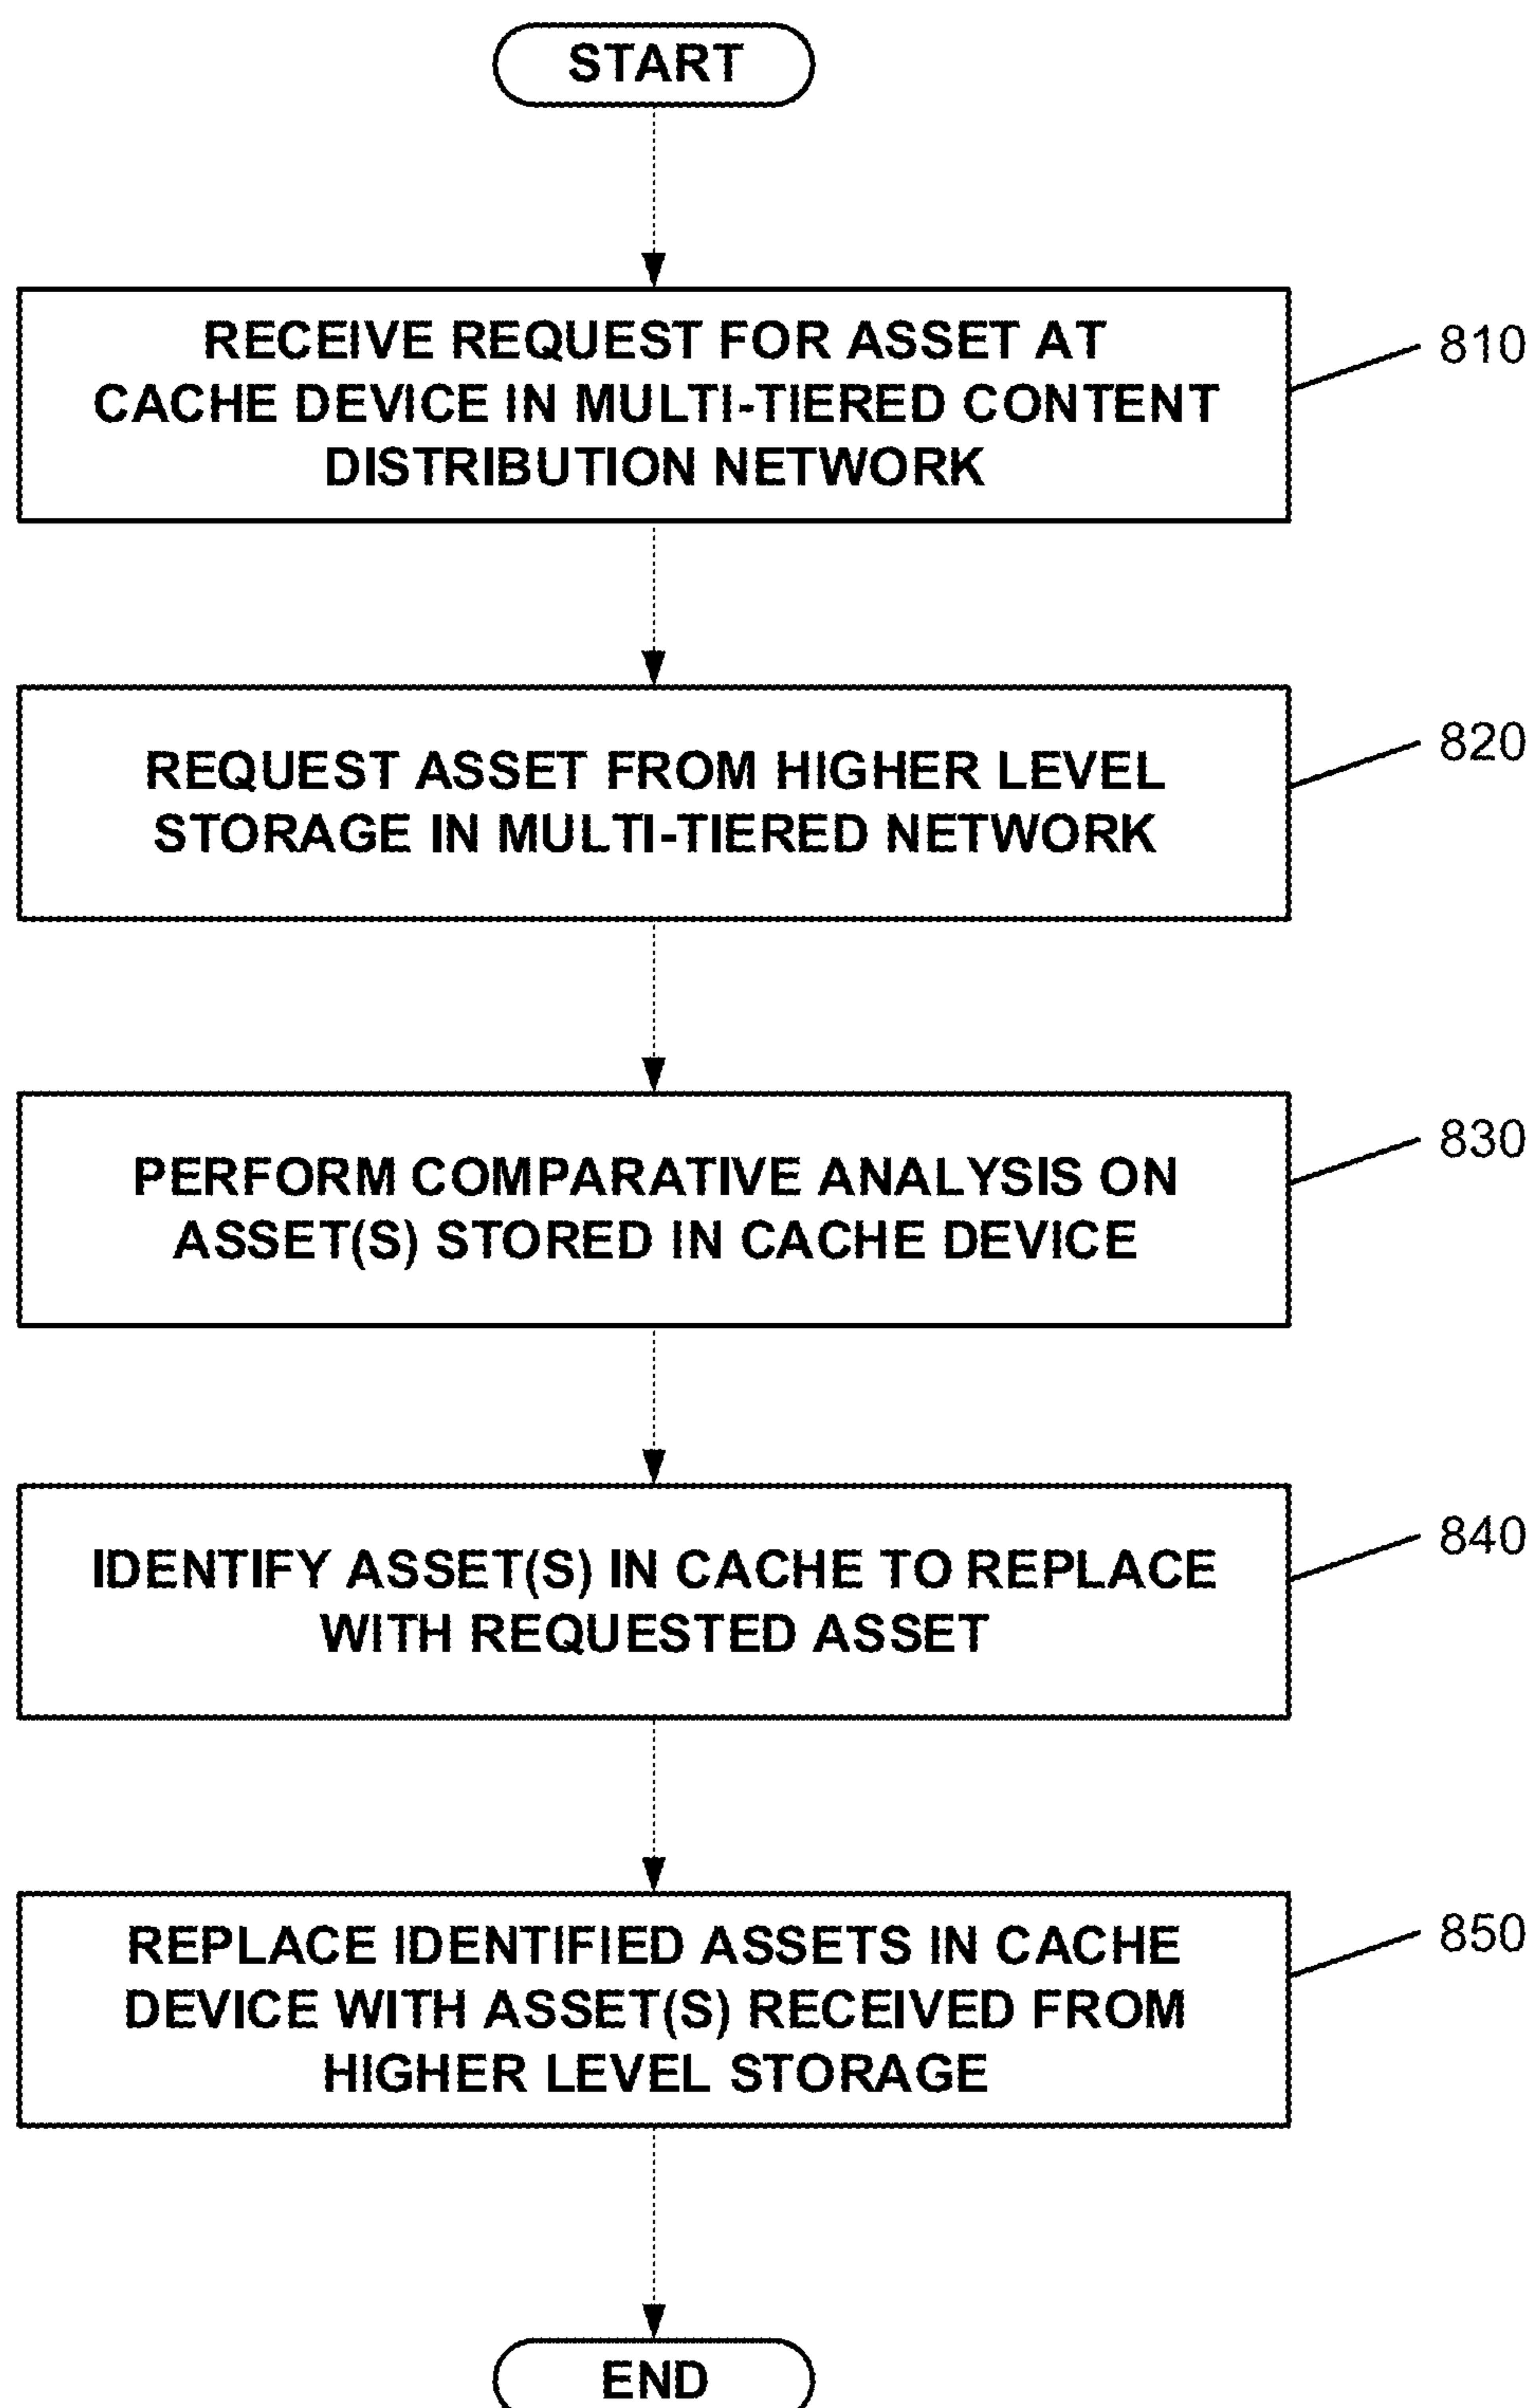 START
RECEIVE REQUEST FOR ASSET AT
CACHE DEVICE IN MULTI-TIERED CONTENT
DISTRIBUTION NETWORK
810
REQUEST ASSET FROM HIGHER LEVEL
STORAGE IN MULTI-TIERED NETWORK
820
PERFORM COMPARATIVE ANALYSIS ON
ASSET(S) STORED IN CACHE DEVICE
830
IDENTIFY ASSET(S) IN CACHE TO REPLACE
WITH REQUESTED ASSET
840
REPLACE IDENTIFIED ASSETS IN CACHE
DEVICE WITH ASSET(S) RECEIVED FROM
HIGHER LEVEL STORAGE
850
END